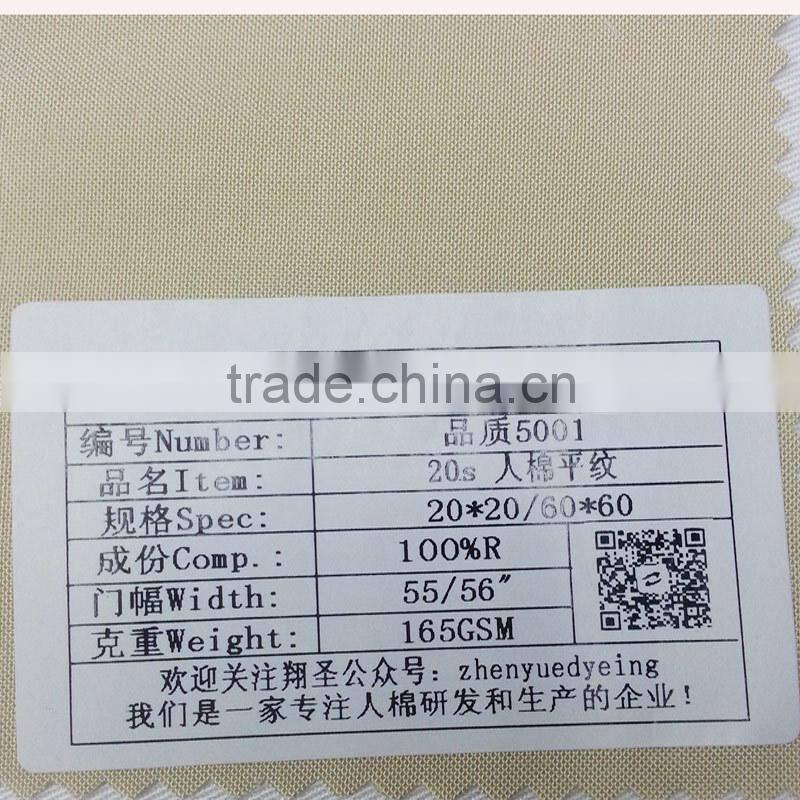 trade.china.cn
编号Number: 品质5001
品名Item: 20s 人棉平纹
规格Spec: 20*20/60*60
成份Comp.: 100%R
门幅Width: 55/56"
克重Weight: 165GSM
欢迎关注翔圣公众号: zhenyuedyeing
我们是一家专注人棉研发和生产的企业!